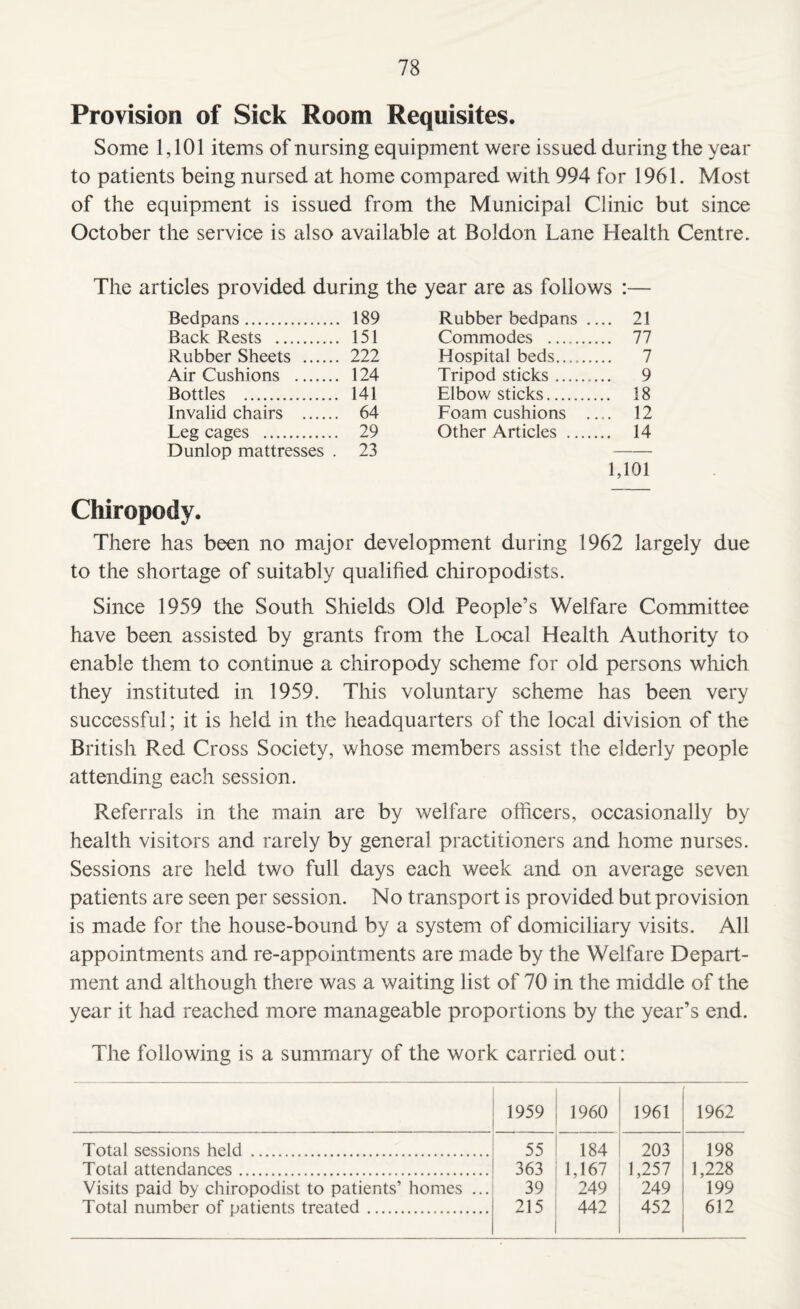 78
Provision of Sick Room Requisites.
Some 1,101 items of nursing equipment were issued during the year
to patients being nursed at home compared with 994 for 1961. Most
of the equipment is issued from the Municipal Clinic but since
October the service is also available at Boldon Lane Health Centre.
The articles provided during the year are as follows :—
Bedpans ............... 189 Rubber bedpans .... 21
Back Rests .......... 151 Commodes .......... 77
Rubber Sheets ...... 222 Hospital beds......... 7
Air Cushions ....... 124 Tripod sticks ......... 9
Bottles ............... 141 Elbow sticks.......... 18
Invalid chairs ...... 64 Foam cushions .... 12
Leg cages ............ 29 Other Articles ....... 14
Dunlop mattresses . 23
1,101
Chiropody.
There has been no major development during 1962 largely due
to the shortage of suitably qualified chiropodists.
Since 1959 the South Shields Old People's Welfare Committee
have been assisted by grants from the Local Health Authority to
enable them to continue a chiropody scheme for old persons which
they instituted in 1959. This voluntary scheme has been very
successful; it is held in the headquarters of the local division of the
British Red Cross Society, whose members assist the elderly people
attending each session.
Referrals in the main are by welfare officers, occasionally by
health visitors and rarely by general practitioners and home nurses.
Sessions are held two full days each week and on average seven
patients are seen per session. No transport is provided but provision
is made for the house-bound by a system of domiciliary visits. All
appointments and re-appointments are made by the Welfare Depart-
ment and although there was a waiting list of 70 in the middle of the
year it had reached more manageable proportions by the year's end.
The following is a summary of the work carried out:
1959 1960 1961 1962
Total sessions held .................................... 55 184 203 198
Total attendances ...................................... 363 1,167 1,257 1,228
Visits paid by chiropodist to patients' homes ... 39 249 249 199
Total number of patients treated ................... 215 442 452 612